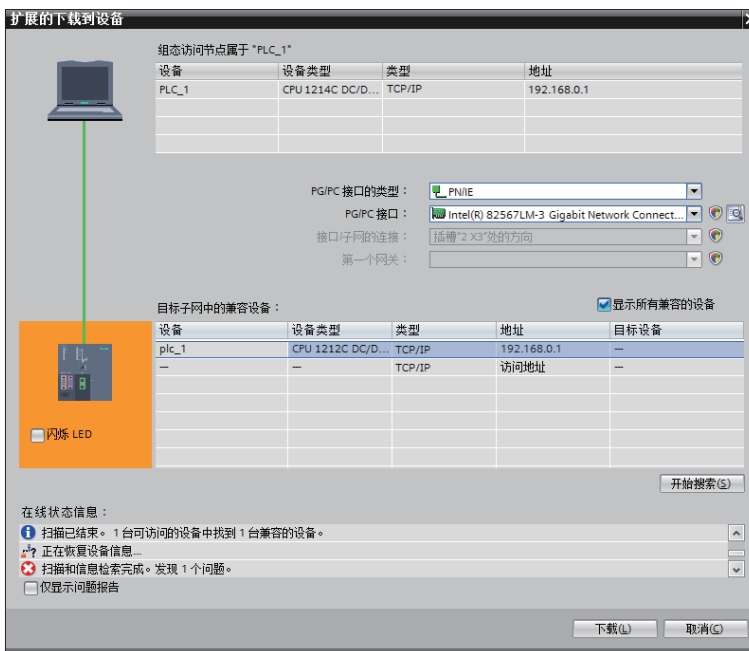 扩展的下载到设备
组态访问节点属于 "PLC_1"
设备 设备类型 类型 地址
PLC_1 CPU 1214C DC/D... TCP/IP 192.168.0.1
PG/PC 接口的类型： PN/IE
PG/PC 接口： Intel(R) 82567LM-3 Gigabit Network Connect...
接口/子网的连接： 插槽"2 X3"处的方向
第一个网关：
目标子网中的兼容设备： 显示所有兼容的设备
设备 设备类型 类型 地址 目标设备
plc_1 CPU 1212C DC/D... TCP/IP 192.168.0.1 —
— — TCP/IP 访问地址 —
闪烁 LED
开始搜索(S)
在线状态信息：
扫描已结束。1 台可访问的设备中找到 1 台兼容的设备。
正在恢复设备信息...
扫描和信息检索完成。发现 1 个问题。
仅显示问题报告
下载(L) 取消(C)